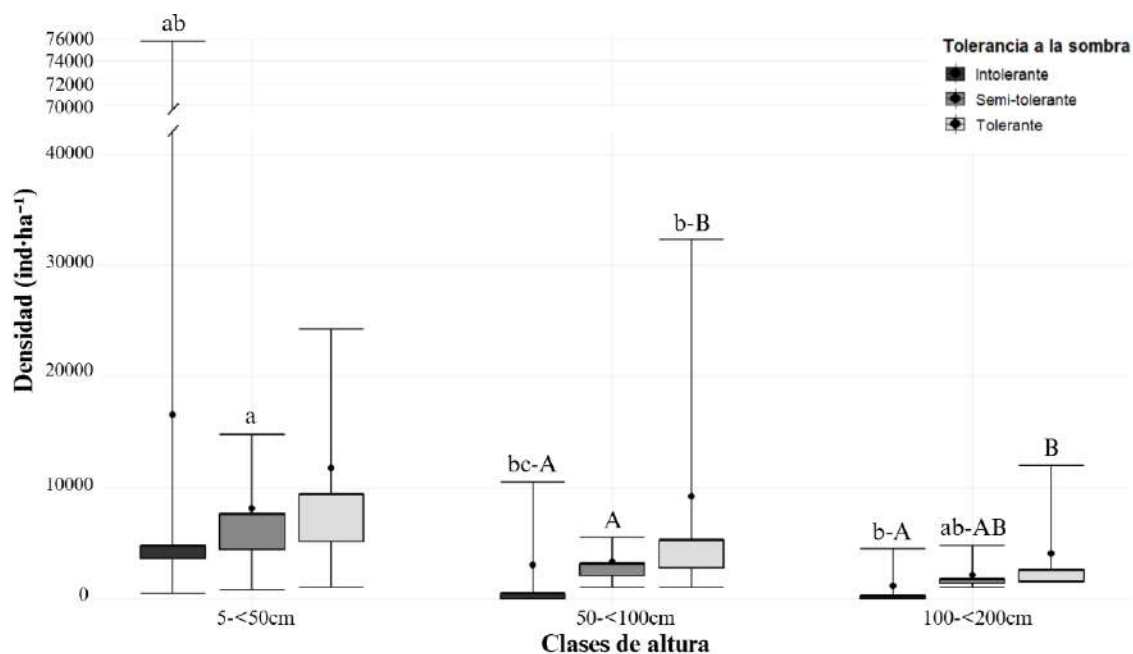 ab
76000
74000
72000
70000
40000
30000
20000
10000
0
Densidad (ind·ha⁻¹)
Tolerancia a la sombra
Intolerante
Semi-tolerante
Tolerante
a
bc-A
A
b-B
b-A
ab-AB
B
5-<50cm
50-<100cm
100-<200cm
Clases de altura